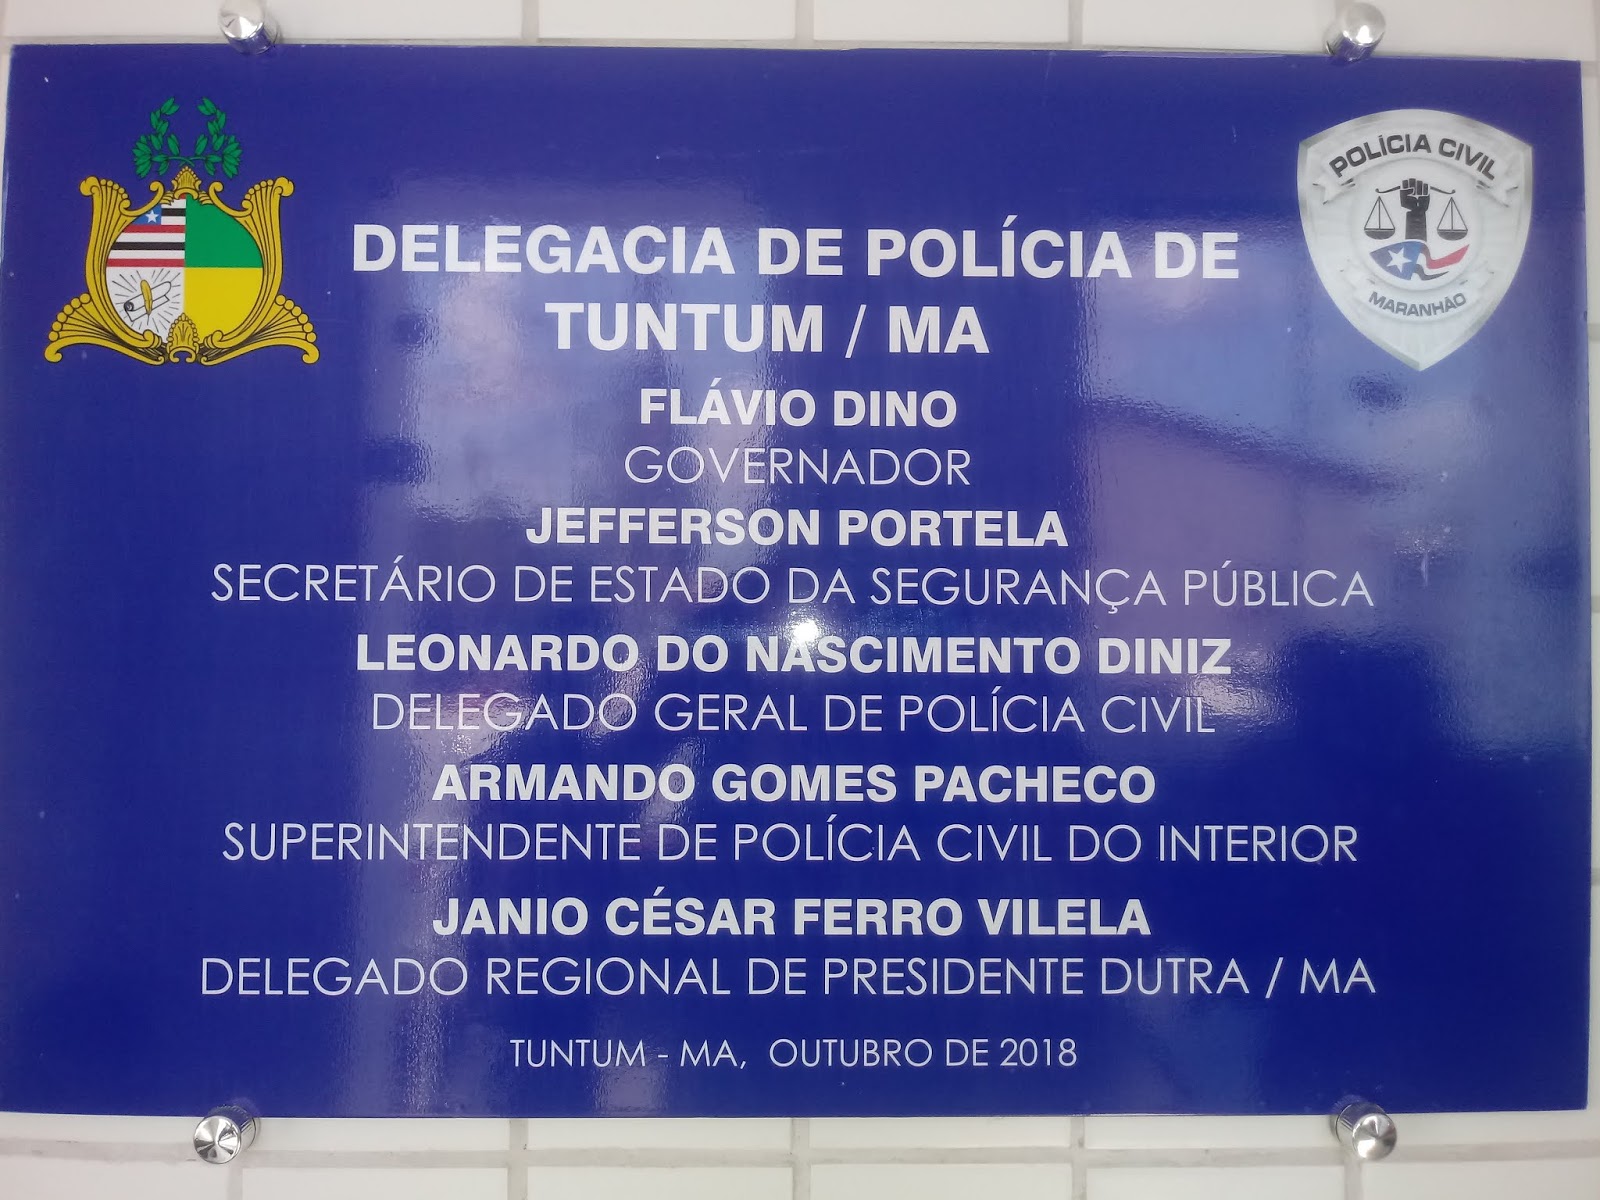 POLÍCIA CIVIL
MARANHÃO
DELEGACIA DE POLÍCIA DE
TUNTUM / MA
FLÁVIO DINO
GOVERNADOR
JEFFERSON PORTELA
SECRETÁRIO DE ESTADO DA SEGURANÇA PÚBLICA
LEONARDO DO NASCIMENTO DINIZ
DELEGADO GERAL DE POLÍCIA CIVIL
ARMANDO GOMES PACHECO
SUPERINTENDENTE DE POLÍCIA CIVIL DO INTERIOR
JANIO CÉSAR FERRO VILELA
DELEGADO REGIONAL DE PRESIDENTE DUTRA / MA
TUNTUM - MA, OUTUBRO DE 2018